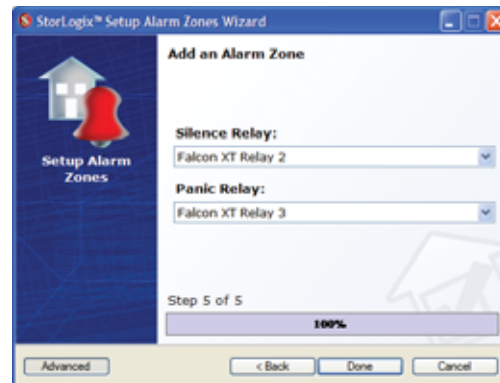 StorLogix™ Setup Alarm Zones Wizard
Add an Alarm Zone
Setup Alarm
Zones
Silence Relay:
Falcon XT Relay 2
Panic Relay:
Falcon XT Relay 3
Step 5 of 5
100%
Advanced
< Back
Done
Cancel